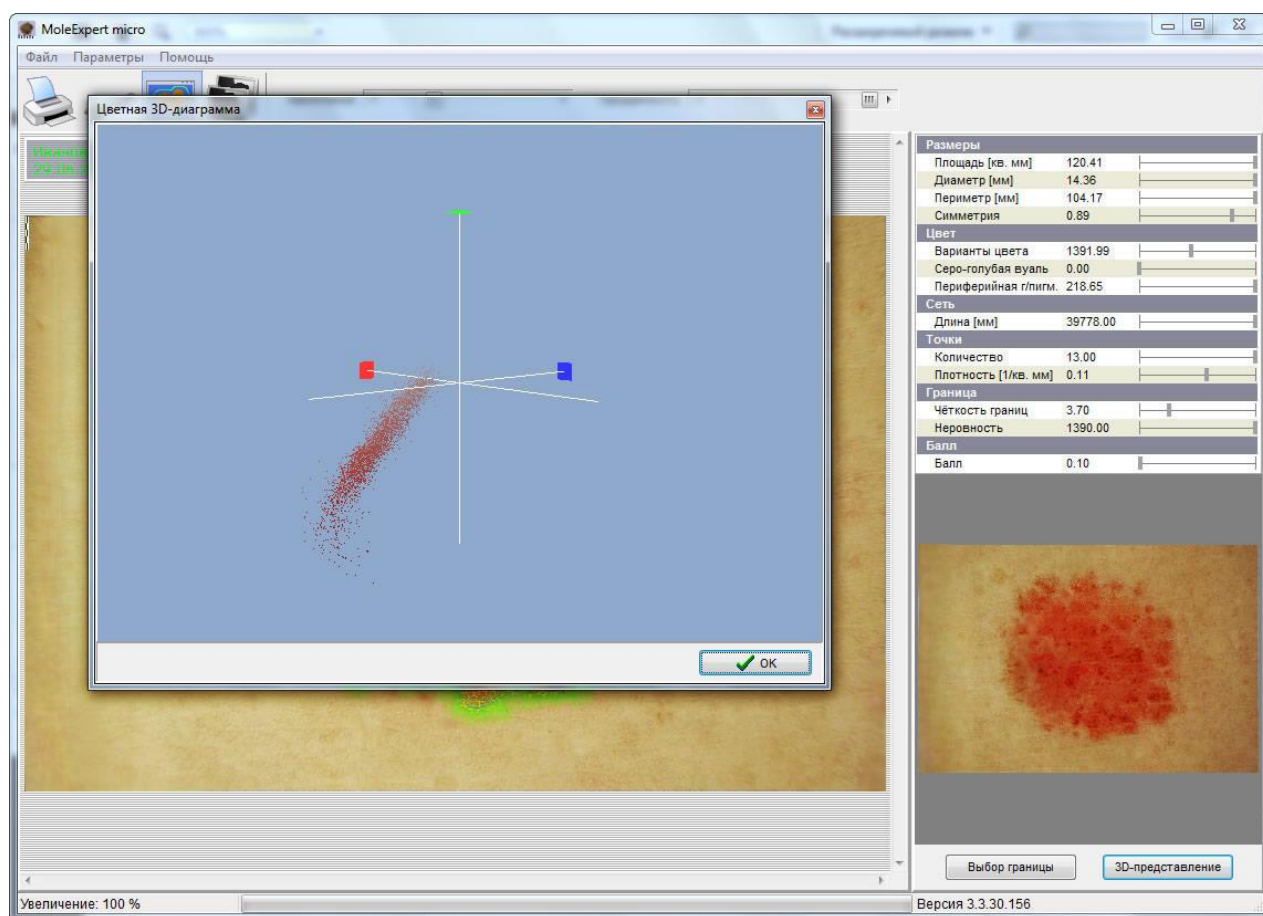 MoleExpert micro
Файл Параметры Помощь
Цветная 3D-диаграмма
OK
Размеры
Площадь [кв. мм] 120.41
Диаметр [мм] 14.36
Периметр [мм] 104.17
Симметрия 0.89
Цвет
Варианты цвета 1391.99
Серо-голубая вуаль 0.00
Периферийная г/пигм. 218.65
Сеть
Длина [мм] 39778.00
Точки
Количество 13.00
Плотность [1/кв. мм] 0.11
Граница
Чёткость границ 3.70
Неровность 1390.00
Балл
Балл 0.10
Выбор границы 3D-представление
Увеличение: 100 % Версия 3.3.30.156